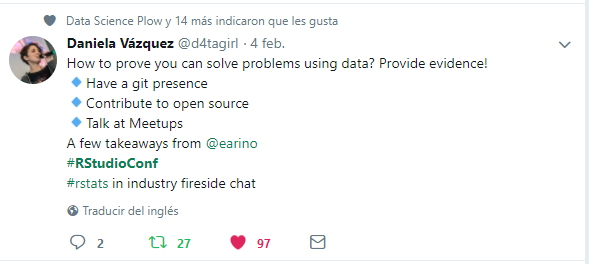 Data Science Plow y 14 más indicaron que les gusta
Daniela Vázquez @d4tagirl · 4 feb.
How to prove you can solve problems using data? Provide evidence!
🔹Have a git presence
🔹Contribute to open source
🔹Talk at Meetups
A few takeaways from @earino
#RStudioConf
#rstats in industry fireside chat
Traducir del inglés
2 27 97